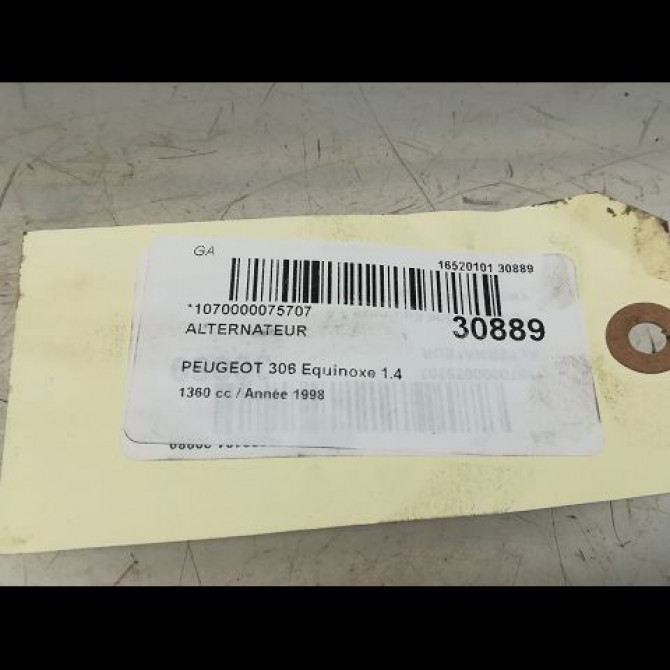 GA
16520101 30889
*1070000075707
30889
ALTERNATEUR
PEUGEOT 306 Equinoxe 1.4
1360 cc / Année 1998